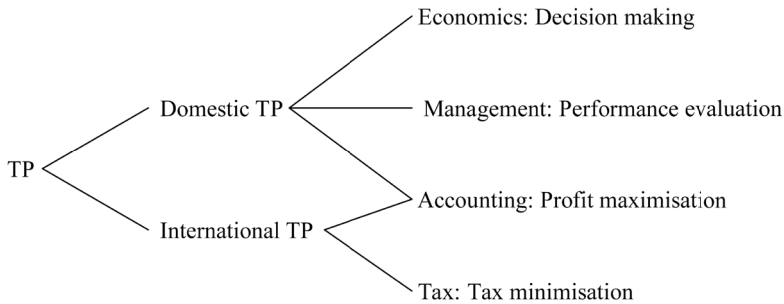 Economics: Decision making
Domestic TP
Management: Performance evaluation
TP
Accounting: Profit maximisation
International TP
Tax: Tax minimisation